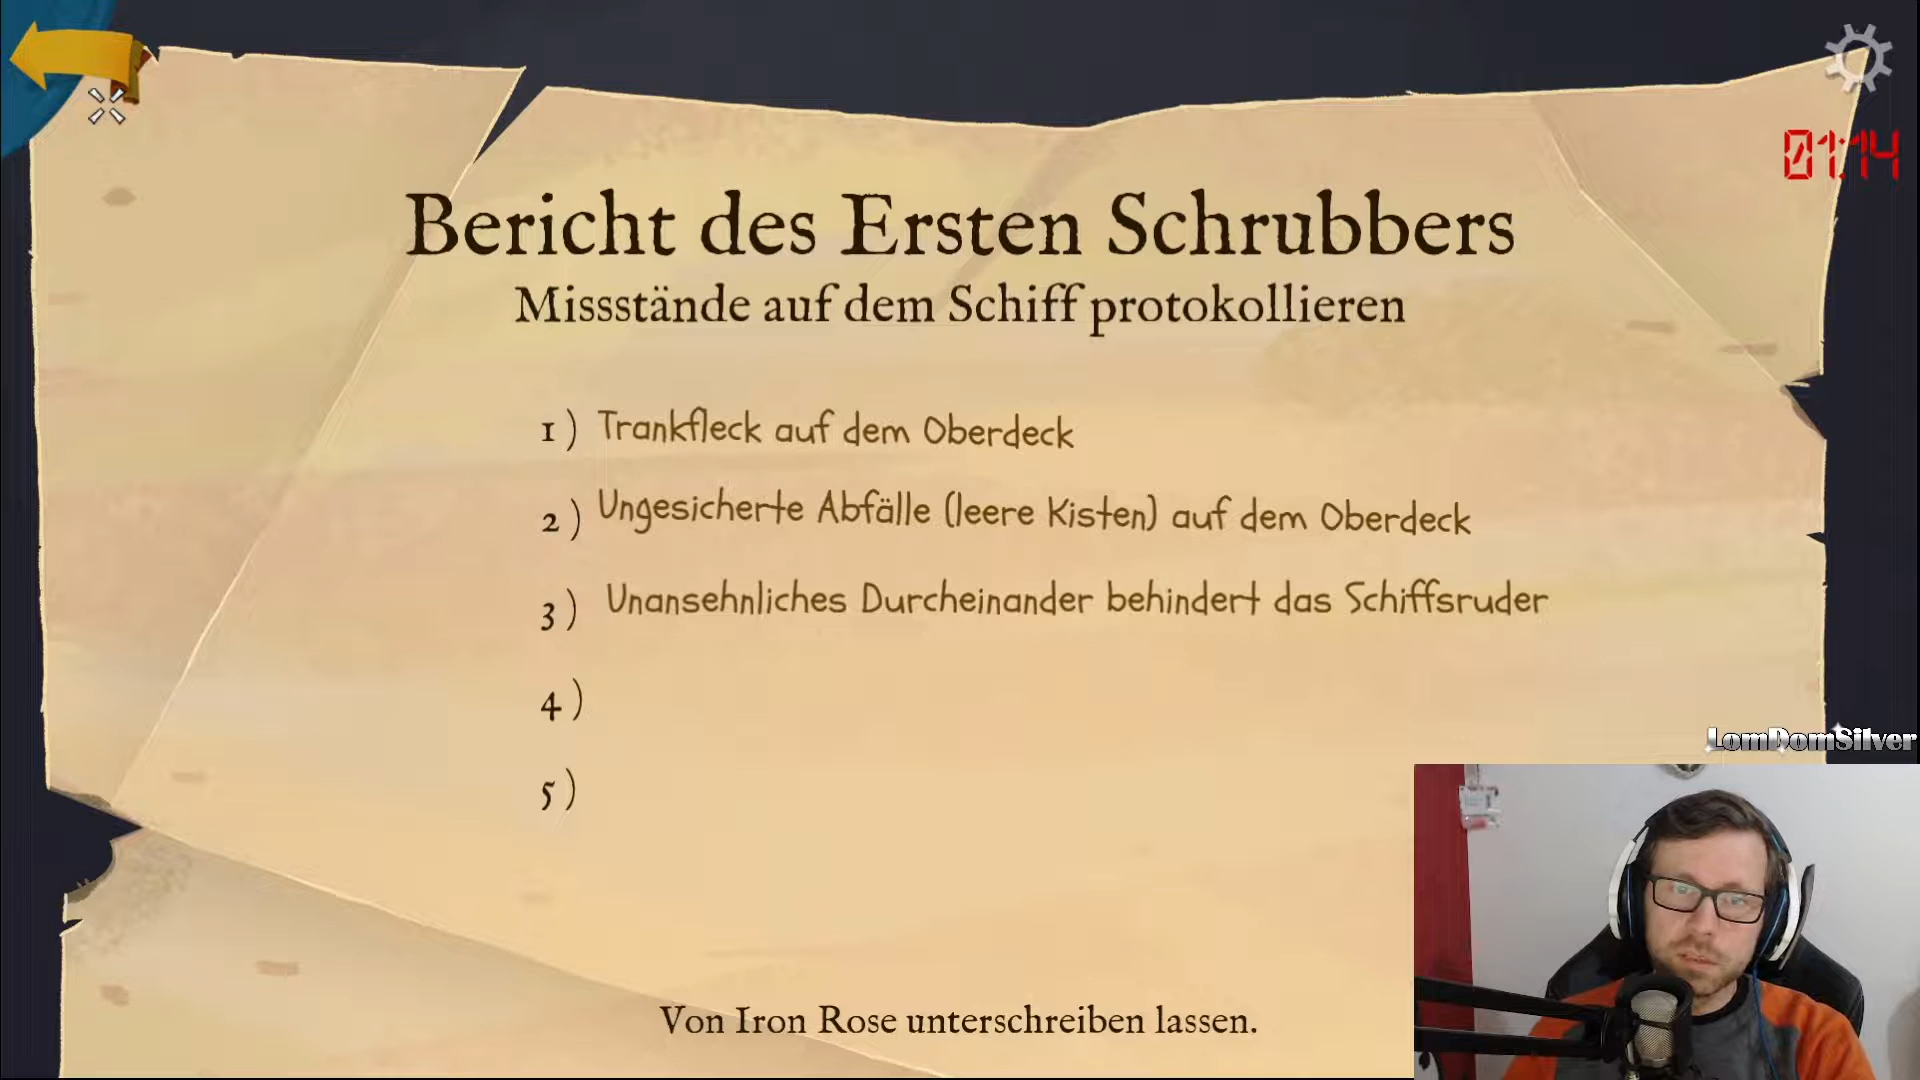 01:14
Bericht des Ersten Schrubbers
Missstände auf dem Schiff protokollieren
1) Trankfleck auf dem Oberdeck
2) Ungesicherte Abfälle (leere Kisten) auf dem Oberdeck
3) Unansehnliches Durcheinander behindert das Schiffsruder
4)
5)
LomDomSilver
Von Iron Rose unterschreiben lassen.